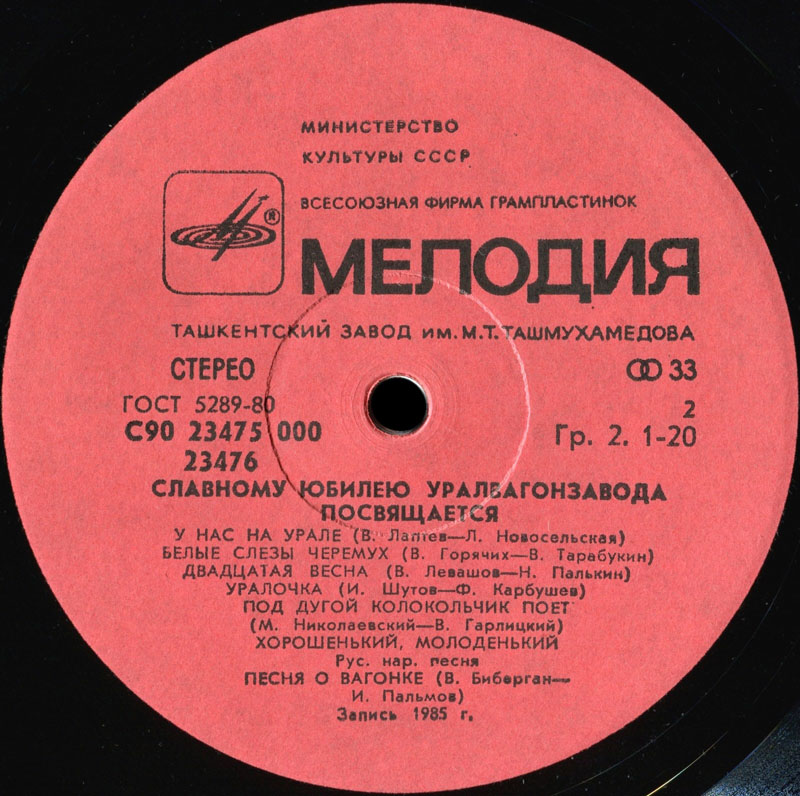 МИНИСТЕРСТВО
КУЛЬТУРЫ СССР
ВСЕСОЮЗНАЯ ФИРМА ГРАМПЛАСТИНОК
®
МЕЛОДИЯ
ТАШКЕНТСКИЙ ЗАВОД ИМ. М.Т. ТАШМУХАМЕДОВА
СТЕРЕО 33
ГОСТ 5289-80 2
С90 23475 000 Гр. 2. 1-20
23476
СЛАВНОМУ ЮБИЛЕЮ УРАЛВАГОНЗАВОДА
ПОСВЯЩАЕТСЯ
У НАС НА УРАЛЕ (В. Лаптев—Л. Новосельская)
БЕЛЫЕ СЛЕЗЫ ЧЕРЕМУХ (В. Горячих—В. Тарабукин)
ДВАДЦАТАЯ ВЕСНА (В. Левашов—Н. Палькин)
УРАЛОЧКА (И. Шутов—Ф. Карбушев)
ПОД ДУГОЙ КОЛОКОЛЬЧИК ПОЕТ
(М. Николаевский—В. Гарлицкий)
ХОРОШЕНЬКИЙ, МОЛОДЕНЬКИЙ
Рус. нар. песня
ПЕСНЯ О ВАГОНКЕ (В. Биберган—
И. Пальмов)
Запись 1985 г.